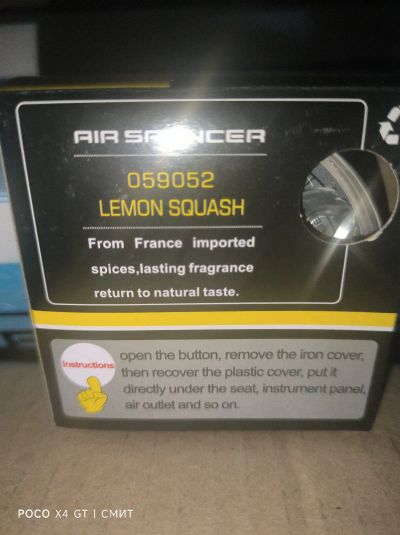 AIR SPENCER
059052
LEMON SQUASH
From France imported
spices,lasting fragrance
return to natural taste.
Instructions
open the button, remove the iron cover,
then recover the plastic cover, put it
directly under the seat, instrument panel,
air outlet and so on.
POCO X4 GT | СМИТ